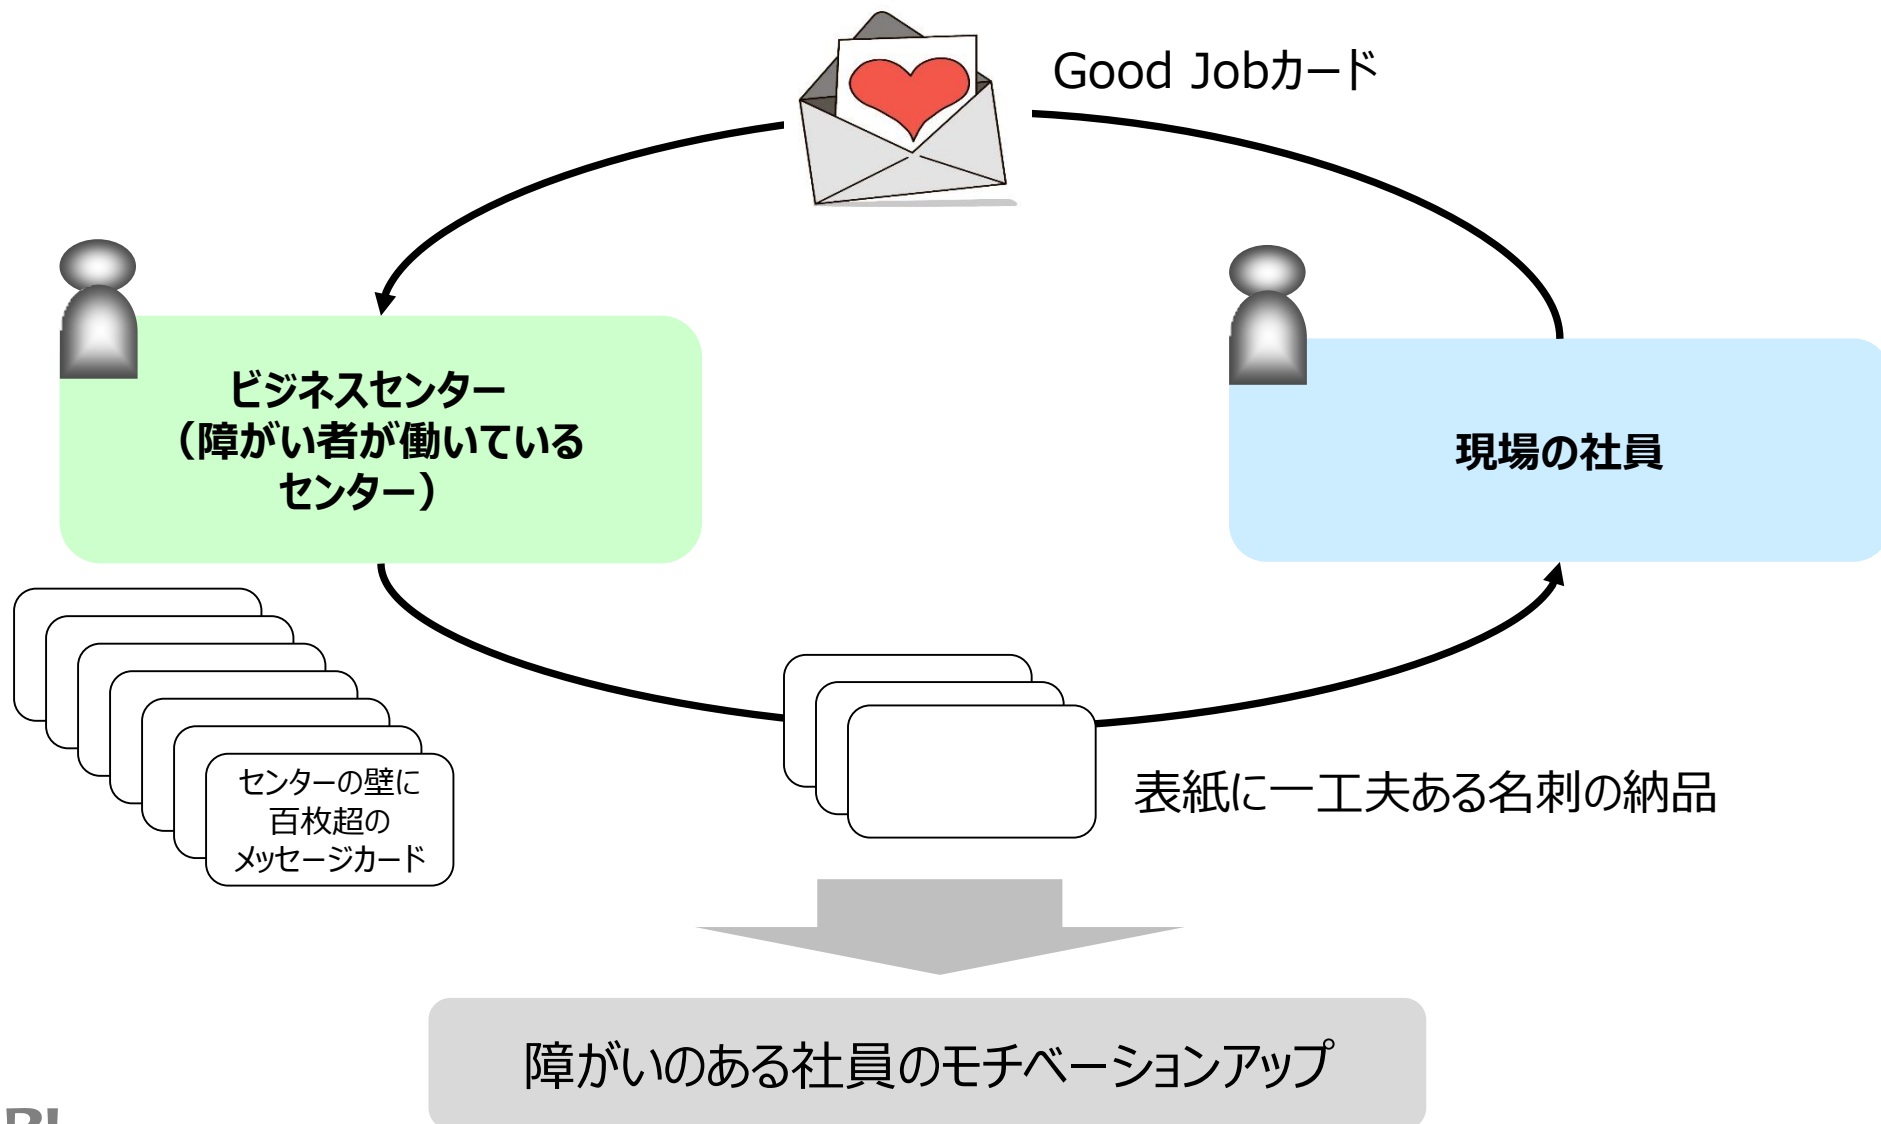 Good Jobカード
ビジネスセンター
（障がい者が働いている
センター）
現場の社員
センターの壁に
百枚超の
メッセージカード
表紙に一工夫ある名刺の納品
障がいのある社員のモチベーションアップ